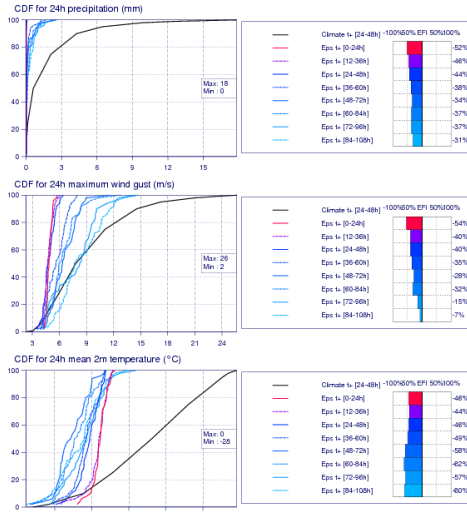 CDF for 24h precipitation (mm)
100
80
60
40
20
0
0 3 6 9 12 15
Max: 18
Min : 0
Climate t+ [24-48h] -100%50% EFI 50%100%
Eps t+ [0-24h] -52%
Eps t+ [12-36h] -46%
Eps t+ [24-48h] -44%
Eps t+ [36-60h] -38%
Eps t+ [48-72h] -34%
Eps t+ [60-84h] -37%
Eps t+ [72-96h] -37%
Eps t+ [84-108h] -31%
CDF for 24h maximum wind gust (m/s)
100
80
60
40
20
0
3 6 9 12 15 18 21 24
Max: 26
Min : 2
Climate t+ [24-48h] -100%50% EFI 50%100%
Eps t+ [0-24h] -54%
Eps t+ [12-36h] -40%
Eps t+ [24-48h] -40%
Eps t+ [36-60h] -35%
Eps t+ [48-72h] -28%
Eps t+ [60-84h] -32%
Eps t+ [72-96h] -15%
Eps t+ [84-108h] -7%
CDF for 24h mean 2m temperature (°C)
100
80
60
40
20
Max: 0
Min : -28
Climate t+ [24-48h] -100%50% EFI 50%100%
Eps t+ [0-24h] -46%
Eps t+ [12-36h] -44%
Eps t+ [24-48h] -46%
Eps t+ [36-60h] -49%
Eps t+ [48-72h] -58%
Eps t+ [60-84h] -62%
Eps t+ [72-96h] -57%
Eps t+ [84-108h] -60%